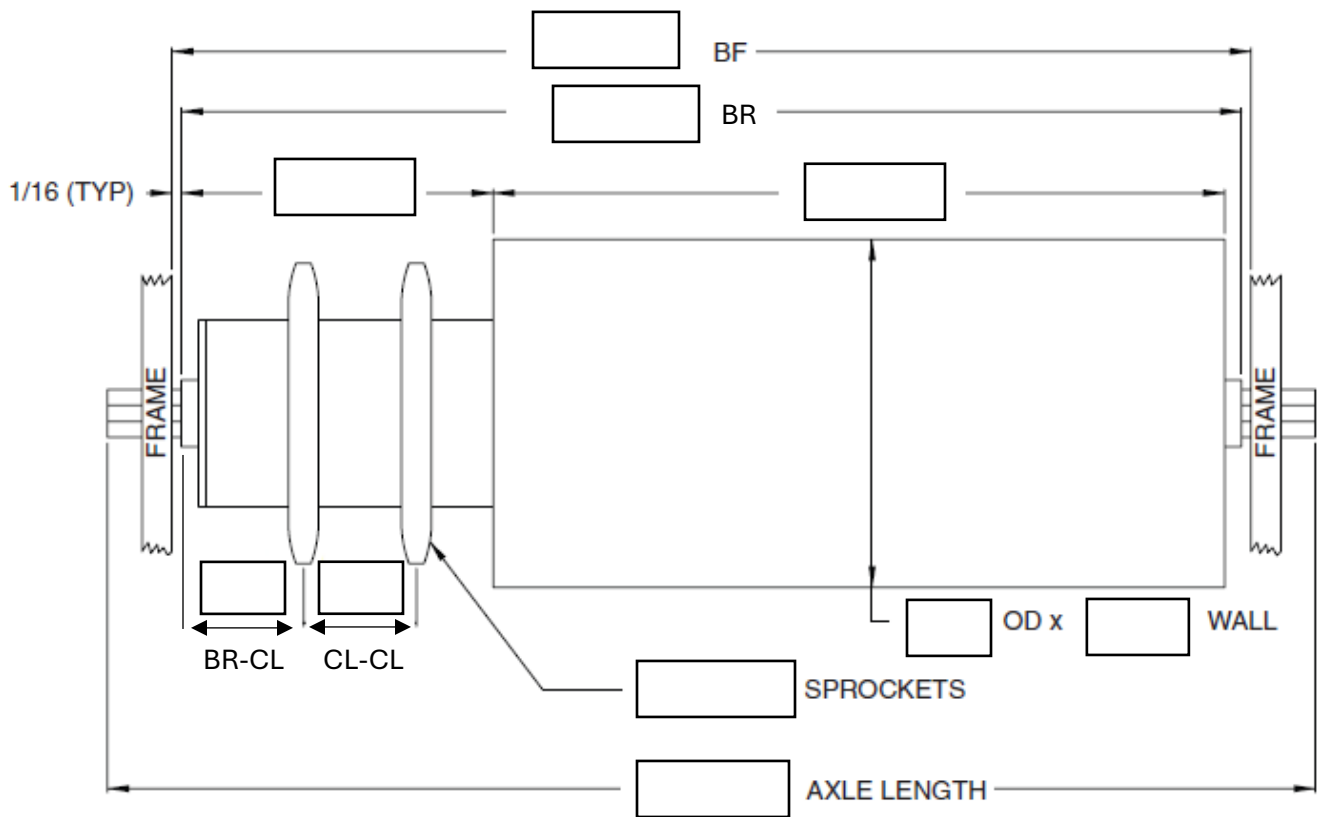 BF
BR
1/16 (TYP)
FRAME
FRAME
BR-CL
CL-CL
OD x
WALL
SPROCKETS
AXLE LENGTH